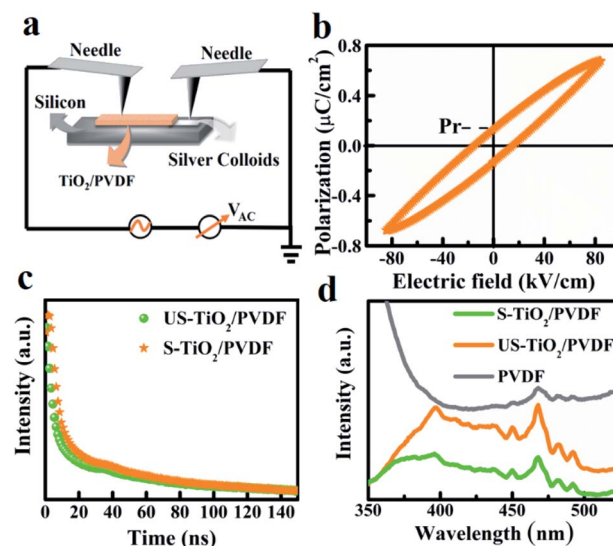 a
Needle
Needle
Silicon
Silver Colloids
TiO2/PVDF
VAC
b
Polarization (μC/cm2)
0.8
0.4
0.0
-0.4
-0.8
Pr
-80
-40
0
40
80
Electric field (kV/cm)
c
Intensity (a.u.)
US-TiO2/PVDF
S-TiO2/PVDF
0
20
40
60
80
100
120
140
Time (ns)
d
Intensity (a.u.)
S-TiO2/PVDF
US-TiO2/PVDF
PVDF
350
400
450
500
Wavelength (nm)